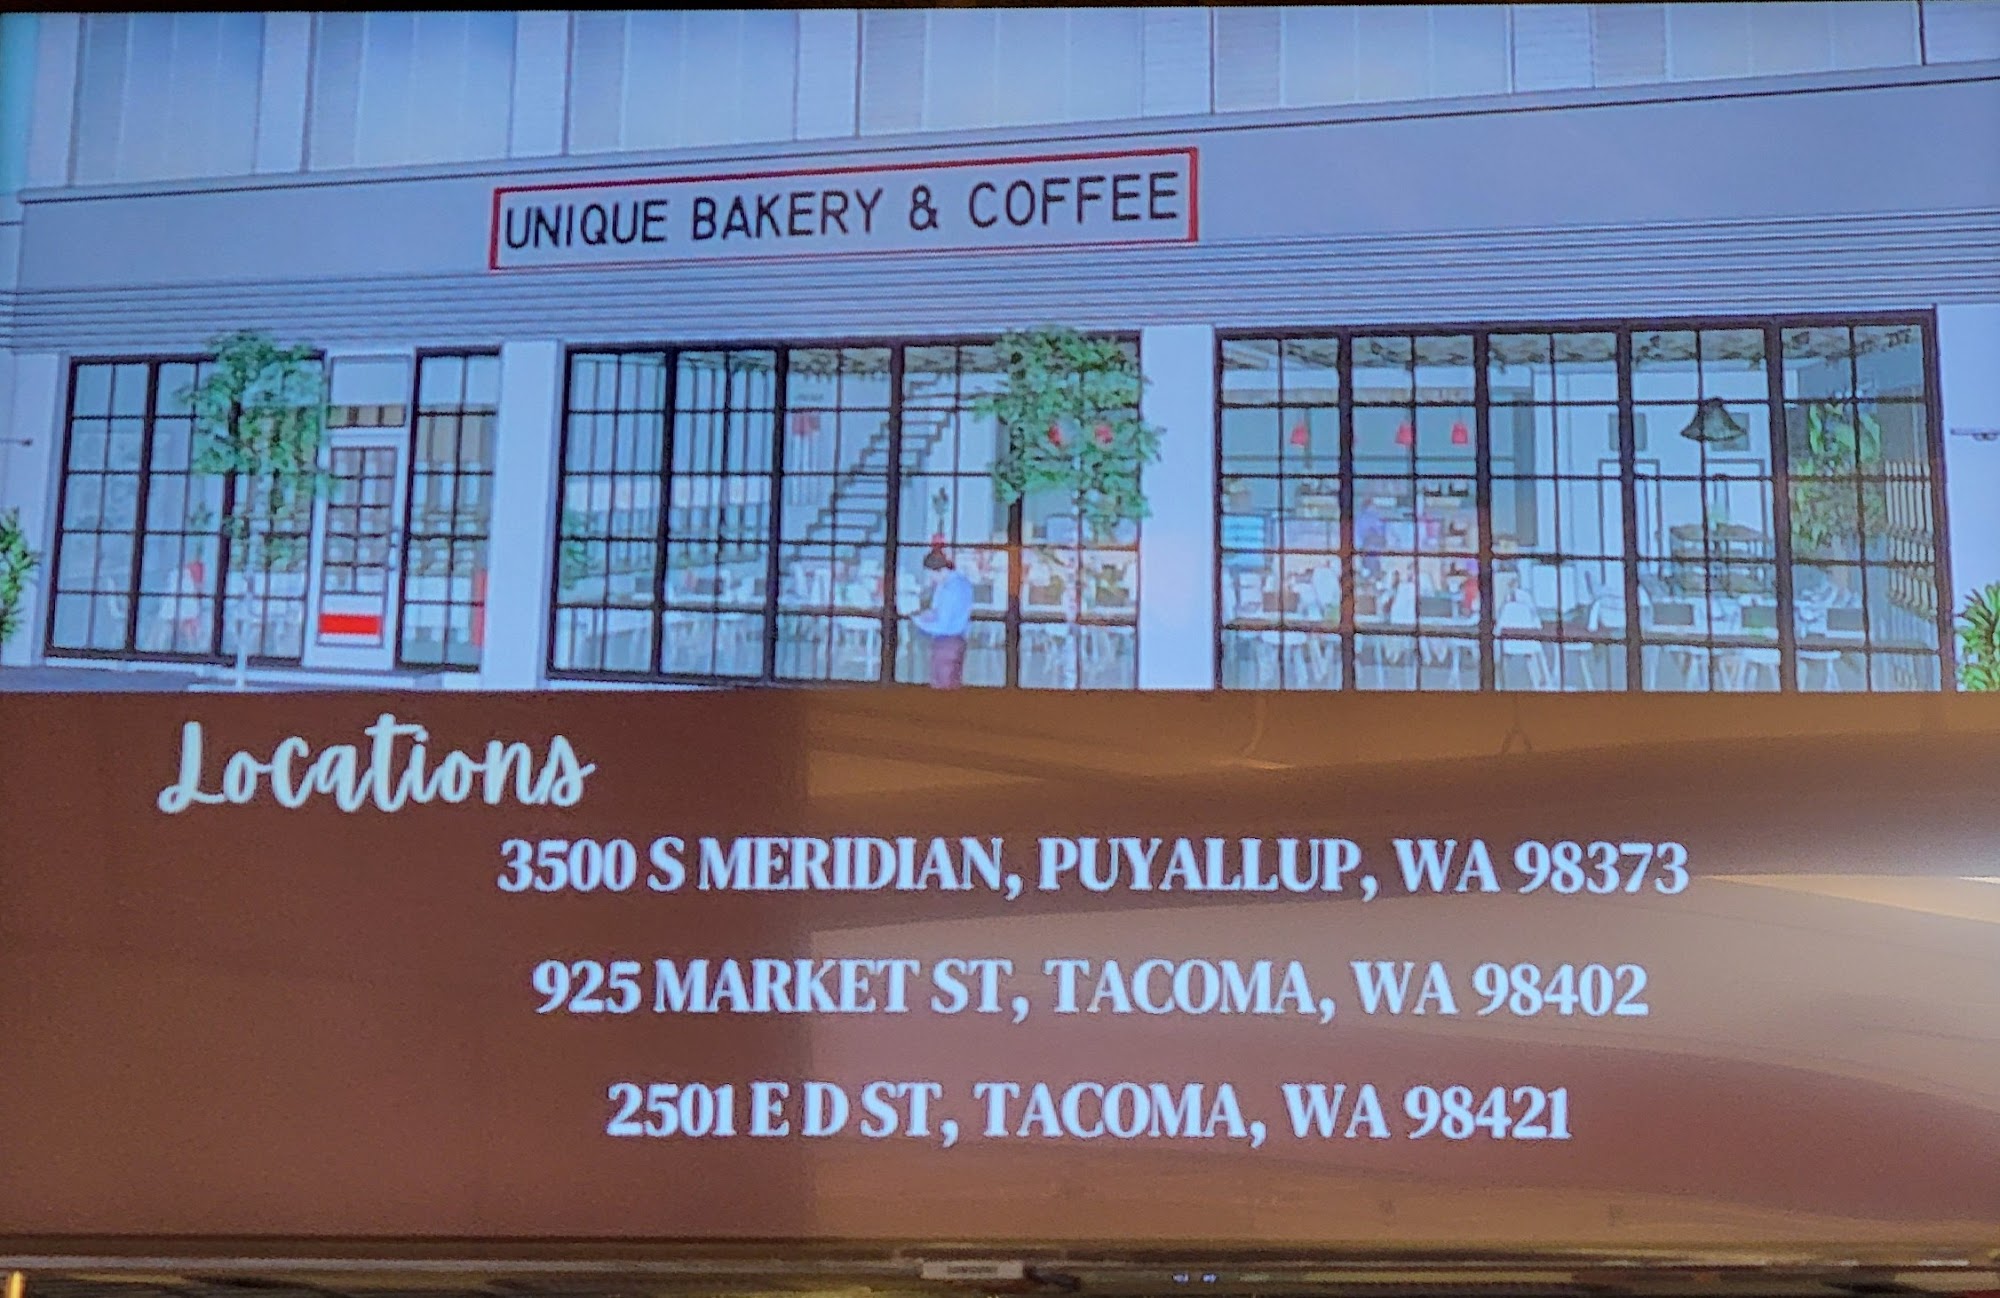 UNIQUE BAKERY & COFFEE
Locations
3500 S MERIDIAN, PUYALLUP, WA 98373
925 MARKET ST, TACOMA, WA 98402
2501 E D ST, TACOMA, WA 98421